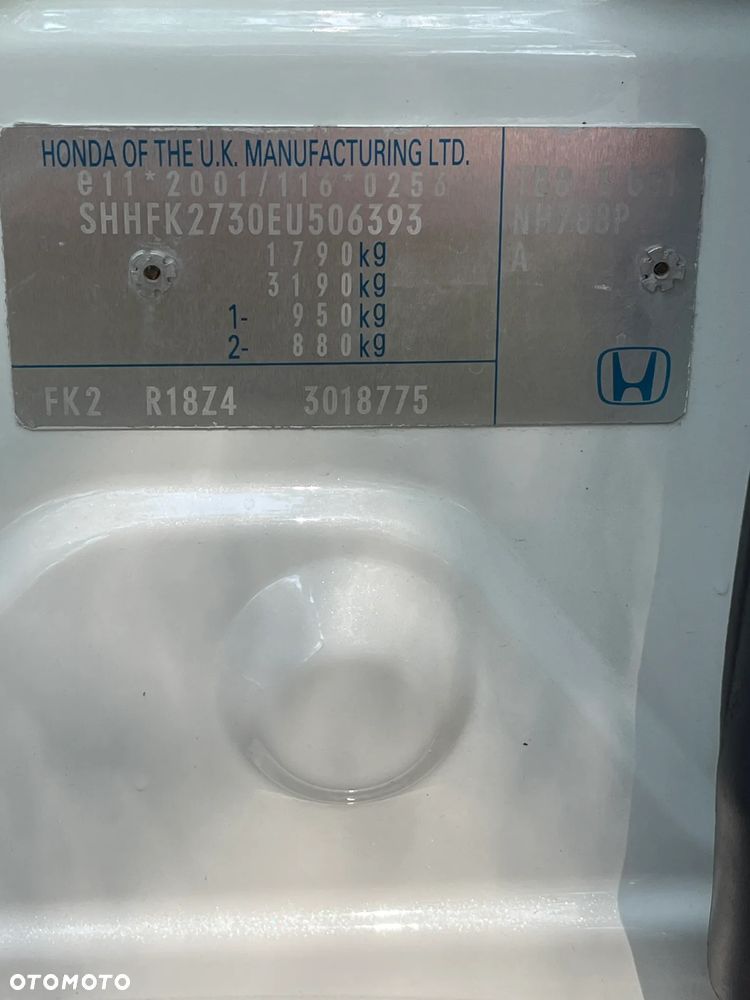 HONDA OF THE U.K. MANUFACTURING LTD.
e11*2001/116*0256
SHHFK2730EU506393
NH788P
1790kg
A
3190kg
1- 950kg
2- 880kg
FK2 R18Z4 3018775
OTOMOTO